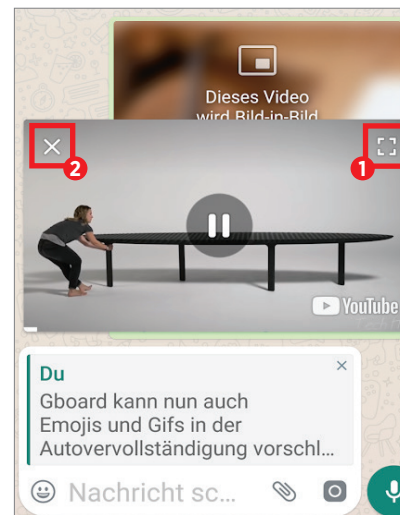 Dieses Video
wird Bild-in-Bild
2
1
YouTube
Du
Gboard kann nun auch
Emojis und Gifs in der
Autovervollständigung vorschl...
Nachricht sc...